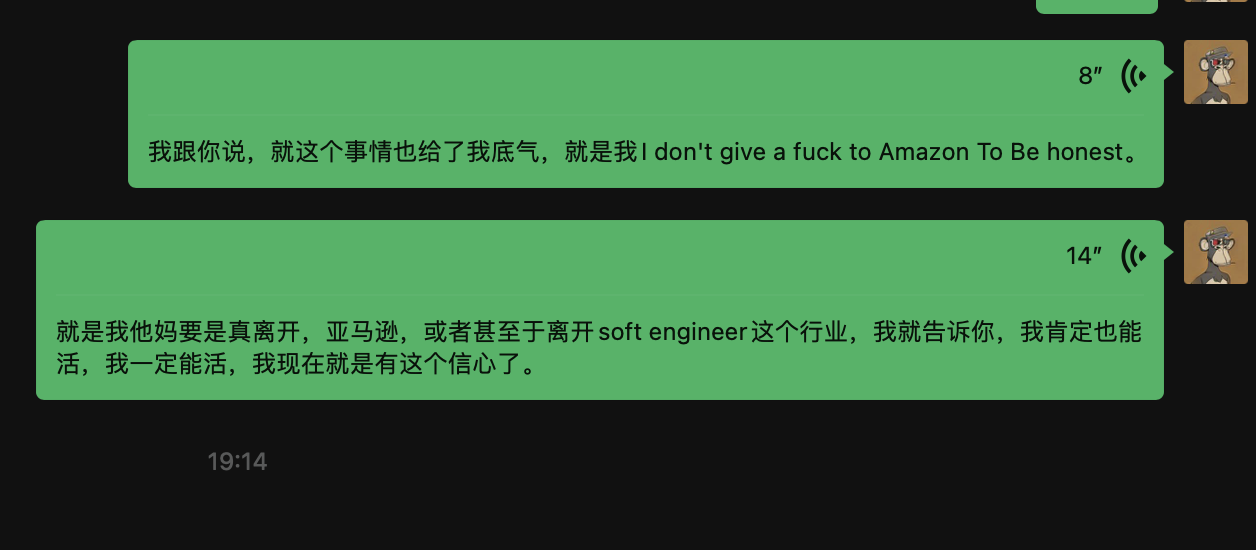 8″
我跟你说，就这个事情也给了我底气，就是我I don't give a fuck to Amazon To Be honest。
14″
就是我他妈要是真离开，亚马逊，或者甚至于离开soft engineer这个行业，我就告诉你，我肯定也能
活，我一定能活，我现在就是有这个信心了。
19:14